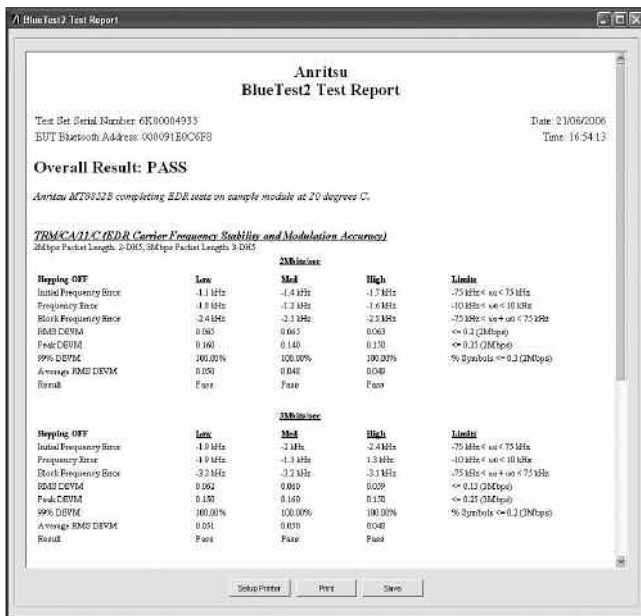 BlueTest2 Test Report
Anritsu
BlueTest2 Test Report
Test Set Serial Number: 6K00004935 Date: 21/06/2006
EUT Bluetooth Address: 000091E0C6F8 Time: 16:54:13
Overall Result: PASS
Anritsu MT8852B completing EDR tests on sample module at 20 degrees C.
TRM/CA/11/C (EDR Carrier Frequency Stability and Modulation Accuracy)
2Mbps Packet Length: 2-DH5, 3Mbps Packet Length: 3-DH5
2Mbits/sec
Hopping OFF Low Med High Limits
Initial Frequency Error -1.1 kHz -1.4 kHz -1.7 kHz -75 kHz < ωi < 75 kHz
Frequency Error -1.8 kHz -1.2 kHz -1.6 kHz -10 kHz < ωo < 10 kHz
Block Frequency Error -2.4 kHz -2.5 kHz -2.8 kHz -75 kHz < ωo + ωi < 75 kHz
RMS DEVM 0.065 0.065 0.063 <= 0.2 (2Mbps)
Peak DEVM 0.160 0.140 0.150 <= 0.35 (2Mbps)
99% DEVM 100.00% 100.00% 100.00% % Symbols <= 0.3 (2Mbps)
Average RMS DEVM 0.050 0.048 0.048
Result Pass Pass Pass
3Mbits/sec
Hopping OFF Low Med High Limits
Initial Frequency Error -1.9 kHz -2 kHz -2.4 kHz -75 kHz < ωi < 75 kHz
Frequency Error -1.9 kHz -1.3 kHz 1.3 kHz -10 kHz < ωo < 10 kHz
Block Frequency Error -3.2 kHz -3.2 kHz -3.1 kHz -75 kHz < ωo + ωi < 75 kHz
RMS DEVM 0.062 0.060 0.059 <= 0.13 (3Mbps)
Peak DEVM 0.150 0.160 0.150 <= 0.25 (3Mbps)
99% DEVM 100.00% 100.00% 100.00% % Symbols <= 0.2 (3Mbps)
Average RMS DEVM 0.051 0.050 0.048
Result Pass Pass Pass
Setup Printer Print Save